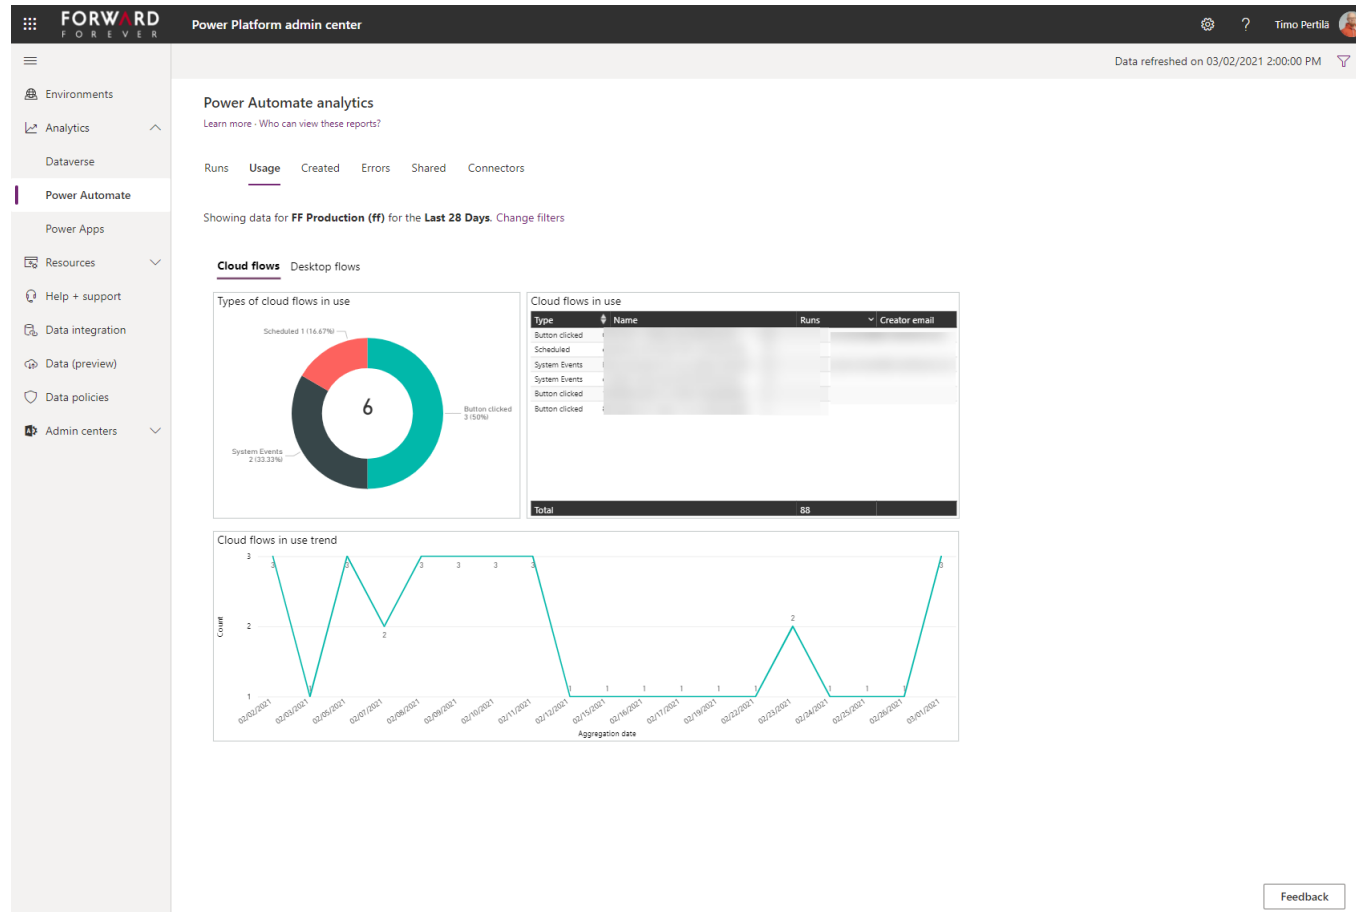 FORWARD
FOREVER
Power Platform admin center
?
Timo Pertilä
Data refreshed on 03/02/2021 2:00:00 PM
Environments
Analytics
Dataverse
Power Automate
Power Apps
Resources
Help + support
Data integration
Data (preview)
Data policies
Admin centers
Power Automate analytics
Learn more · Who can view these reports?
Runs Usage Created Errors Shared Connectors
Showing data for FF Production (ff) for the Last 28 Days. Change filters
Cloud flows Desktop flows
Types of cloud flows in use
Scheduled 1 (16.67%)
6
Button clicked
3 (50%)
System Events
2 (33.33%)
Cloud flows in use
Type Name Runs Creator email
Button clicked
Scheduled
System Events
System Events
Button clicked
Button clicked
Total 88
Cloud flows in use trend
Count
3
2
1
3 1 3 2 3 3 3 3 1 1 1 1 1 1 2 1 1 1 3
02/02/2021 02/03/2021 02/05/2021 02/07/2021 02/08/2021 02/09/2021 02/10/2021 02/11/2021 02/12/2021 02/15/2021 02/16/2021 02/17/2021 02/19/2021 02/22/2021 02/23/2021 02/24/2021 02/25/2021 02/26/2021 03/01/2021
Aggregation date
Feedback